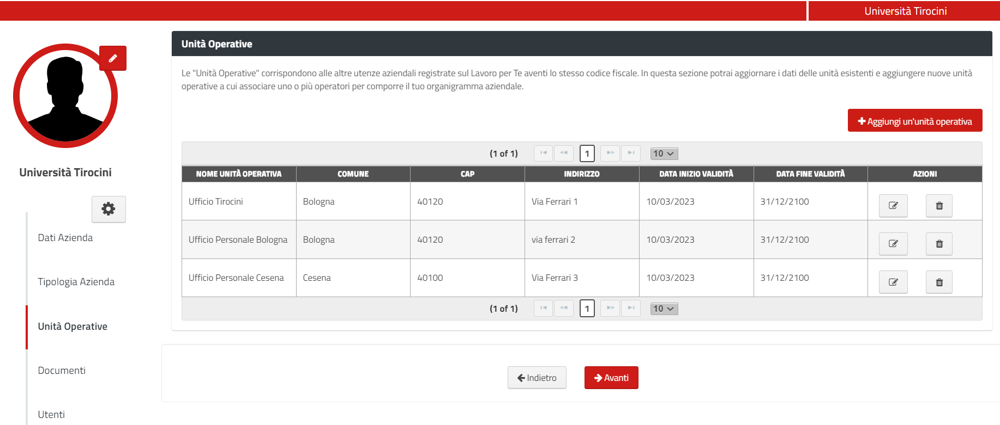 Università Tirocini
Unità Operative
Le "Unità Operative" corrispondono alle altre utenze aziendali registrate sul Lavoro per Te aventi lo stesso codice fiscale. In questa sezione potrai aggiornare i dati delle unità esistenti e aggiungere nuove unità
operative a cui associare uno o più operatori per comporre il tuo organigramma aziendale.
Aggiungi un'unità operativa
(1 of 1) 1 10
NOME UNITÀ OPERATIVA COMUNE CAP INDIRIZZO DATA INIZIO VALIDITÀ DATA FINE VALIDITÀ AZIONI
Ufficio Tirocini Bologna 40120 Via Ferrari 1 10/03/2023 31/12/2100
Ufficio Personale Bologna Bologna 40120 via ferrari 2 10/03/2023 31/12/2100
Ufficio Personale Cesena Cesena 40100 Via Ferrari 3 10/03/2023 31/12/2100
(1 of 1) 1 10
Indietro Avanti
Università Tirocini
Dati Azienda
Tipologia Azienda
Unità Operative
Documenti
Utenti